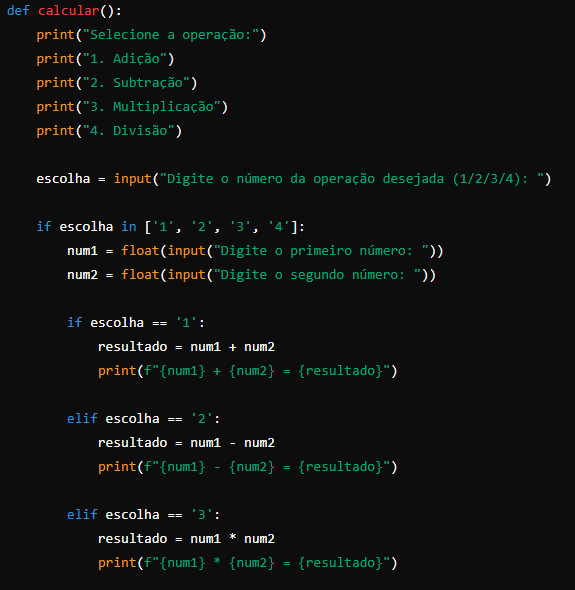 def calcular():
    print("Selecione a operação:")
    print("1. Adição")
    print("2. Subtração")
    print("3. Multiplicação")
    print("4. Divisão")

    escolha = input("Digite o número da operação desejada (1/2/3/4): ")

    if escolha in ['1', '2', '3', '4']:
        num1 = float(input("Digite o primeiro número: "))
        num2 = float(input("Digite o segundo número: "))

        if escolha == '1':
            resultado = num1 + num2
            print(f"{num1} + {num2} = {resultado}")

        elif escolha == '2':
            resultado = num1 - num2
            print(f"{num1} - {num2} = {resultado}")

        elif escolha == '3':
            resultado = num1 * num2
            print(f"{num1} * {num2} = {resultado}")